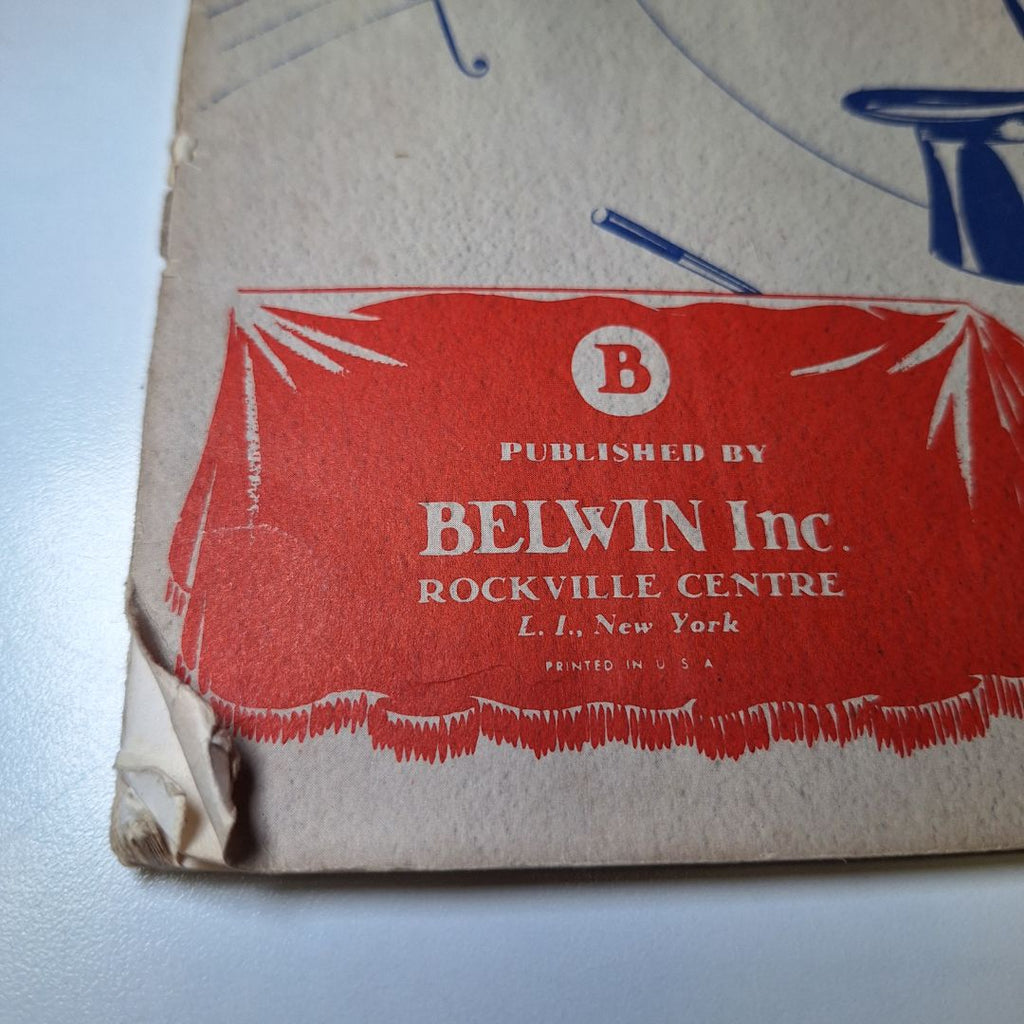 B
PUBLISHED BY
BELWIN Inc.
ROCKVILLE CENTRE
L. I., New York
PRINTED IN U S A